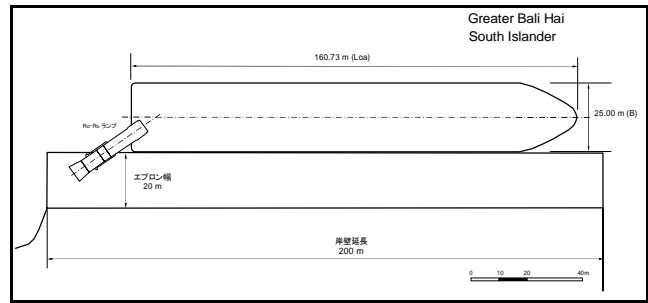 Greater Bali Hai
South Islander
160.73 m (Loa)
25.00 m (B)
Ro-Ro ランプ
エプロン幅
20 m
岸壁延長
200 m
0 10 20 40m